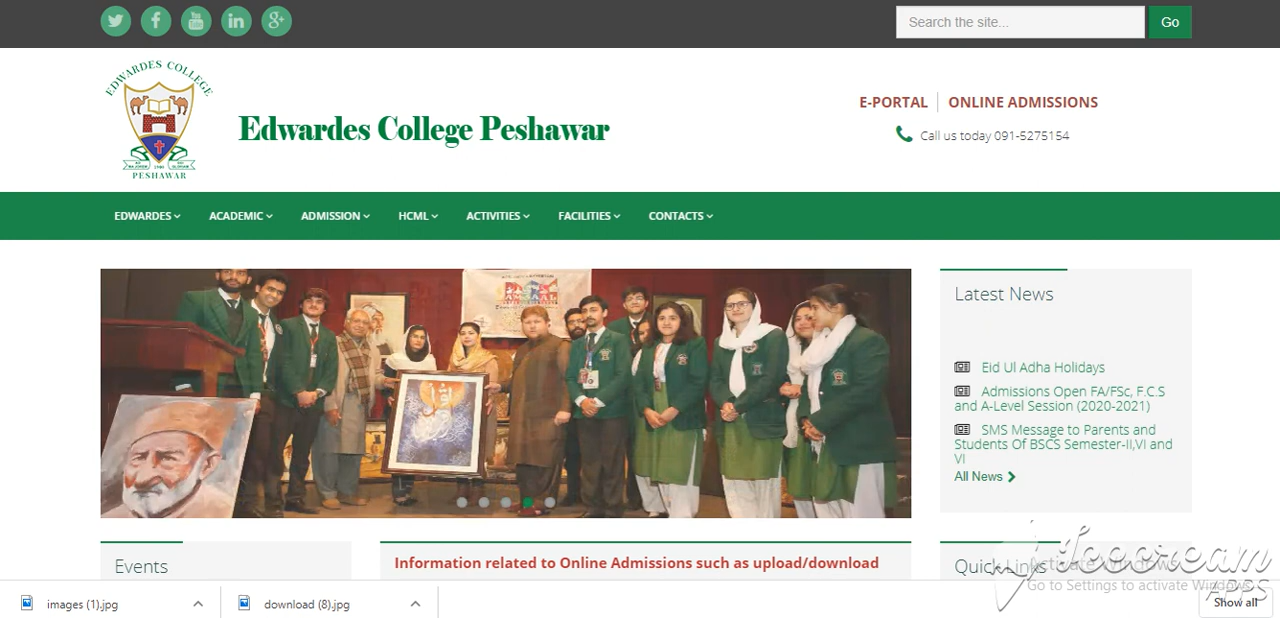 Search the site...
Go
EDWARDES COLLEGE
PESHAWAR
Edwardes College Peshawar
E-PORTAL
ONLINE ADMISSIONS
Call us today 091-5275154
EDWARDES
ACADEMIC
ADMISSION
HCML
ACTIVITIES
FACILITIES
CONTACTS
Latest News
Eid Ul Adha Holidays
Admissions Open FA/FSc, F.C.S
and A-Level Session (2020-2021)
SMS Message to Parents and
Students Of BSCS Semester-II,VI and
VI
All News
Events
Information related to Online Admissions such as upload/download
Quick Links
Activate Windows
Go to Settings to activate Windows.
Icecream
APPS
images (1).jpg
download (8).jpg
Show all